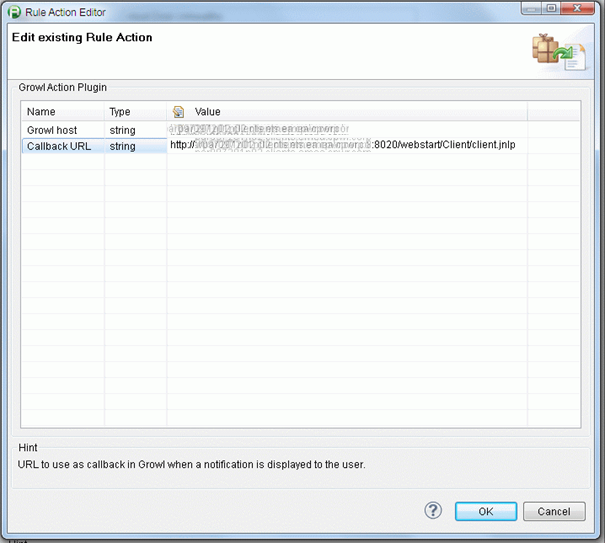 Rule Action Editor
Edit existing Rule Action
Growl Action Plugin
Name Type Value
Growl host string
Callback URL string http:// :8020/webstart/Client/client.jnlp
Hint
URL to use as callback in Growl when a notification is displayed to the user.
? OK Cancel